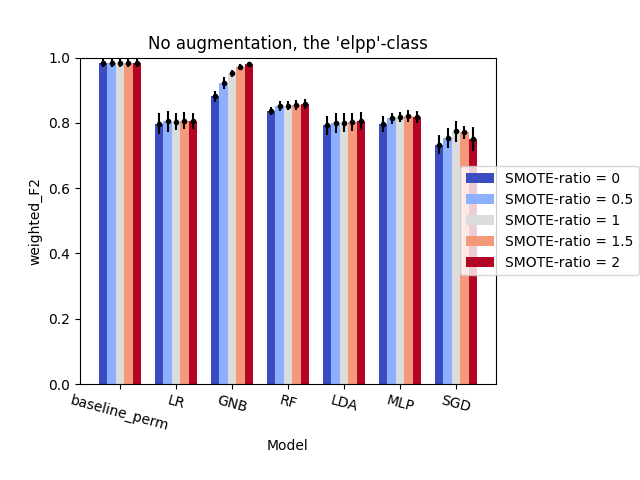 No augmentation, the 'elpp'-class
weighted_F2
1.0
0.8
0.6
0.4
0.2
0.0
baseline_perm
LR
GNB
RF
LDA
MLP
SGD
Model
SMOTE-ratio = 0
SMOTE-ratio = 0.5
SMOTE-ratio = 1
SMOTE-ratio = 1.5
SMOTE-ratio = 2